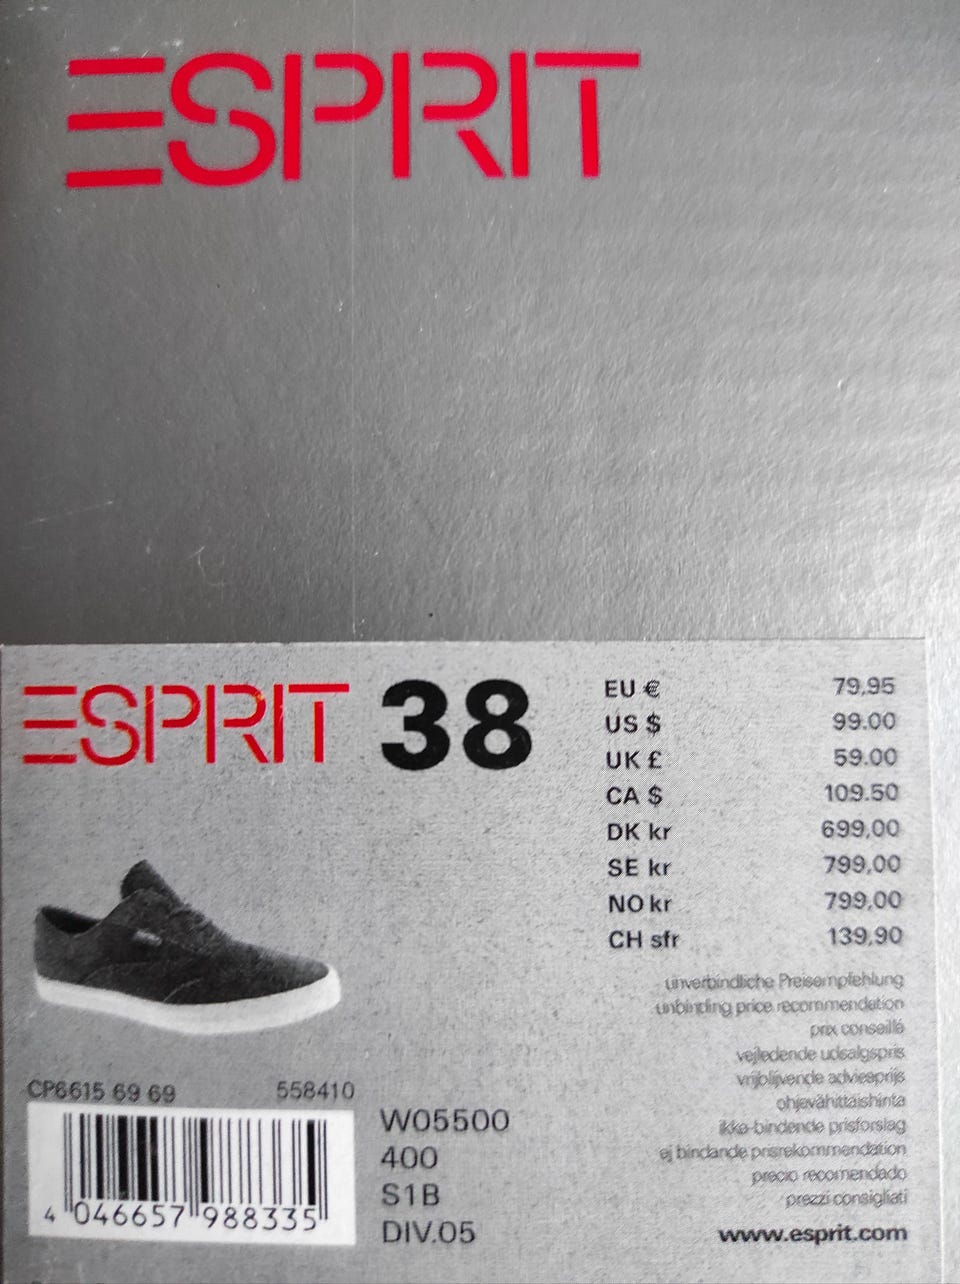 ESPRIT
ESPRIT 38
EU € 79,95
US $ 99.00
UK £ 59.00
CA $ 109.50
DK kr 699,00
SE kr 799,00
NO kr 799,00
CH sfr 139,90
unverbindliche Preisempfehlung
unbinding price recommendation
prix conseillé
vejledende udsalgspris
vrijblijvende adviesprijs
ohjevähittäishinta
ikke-bindende prisforslag
ej bindande prisrekommendation
precio recomendado
prezzi consigliati
www.esprit.com
CP6615 69 69 558410
4 046657 988335
W05500
400
S1B
DIV.05